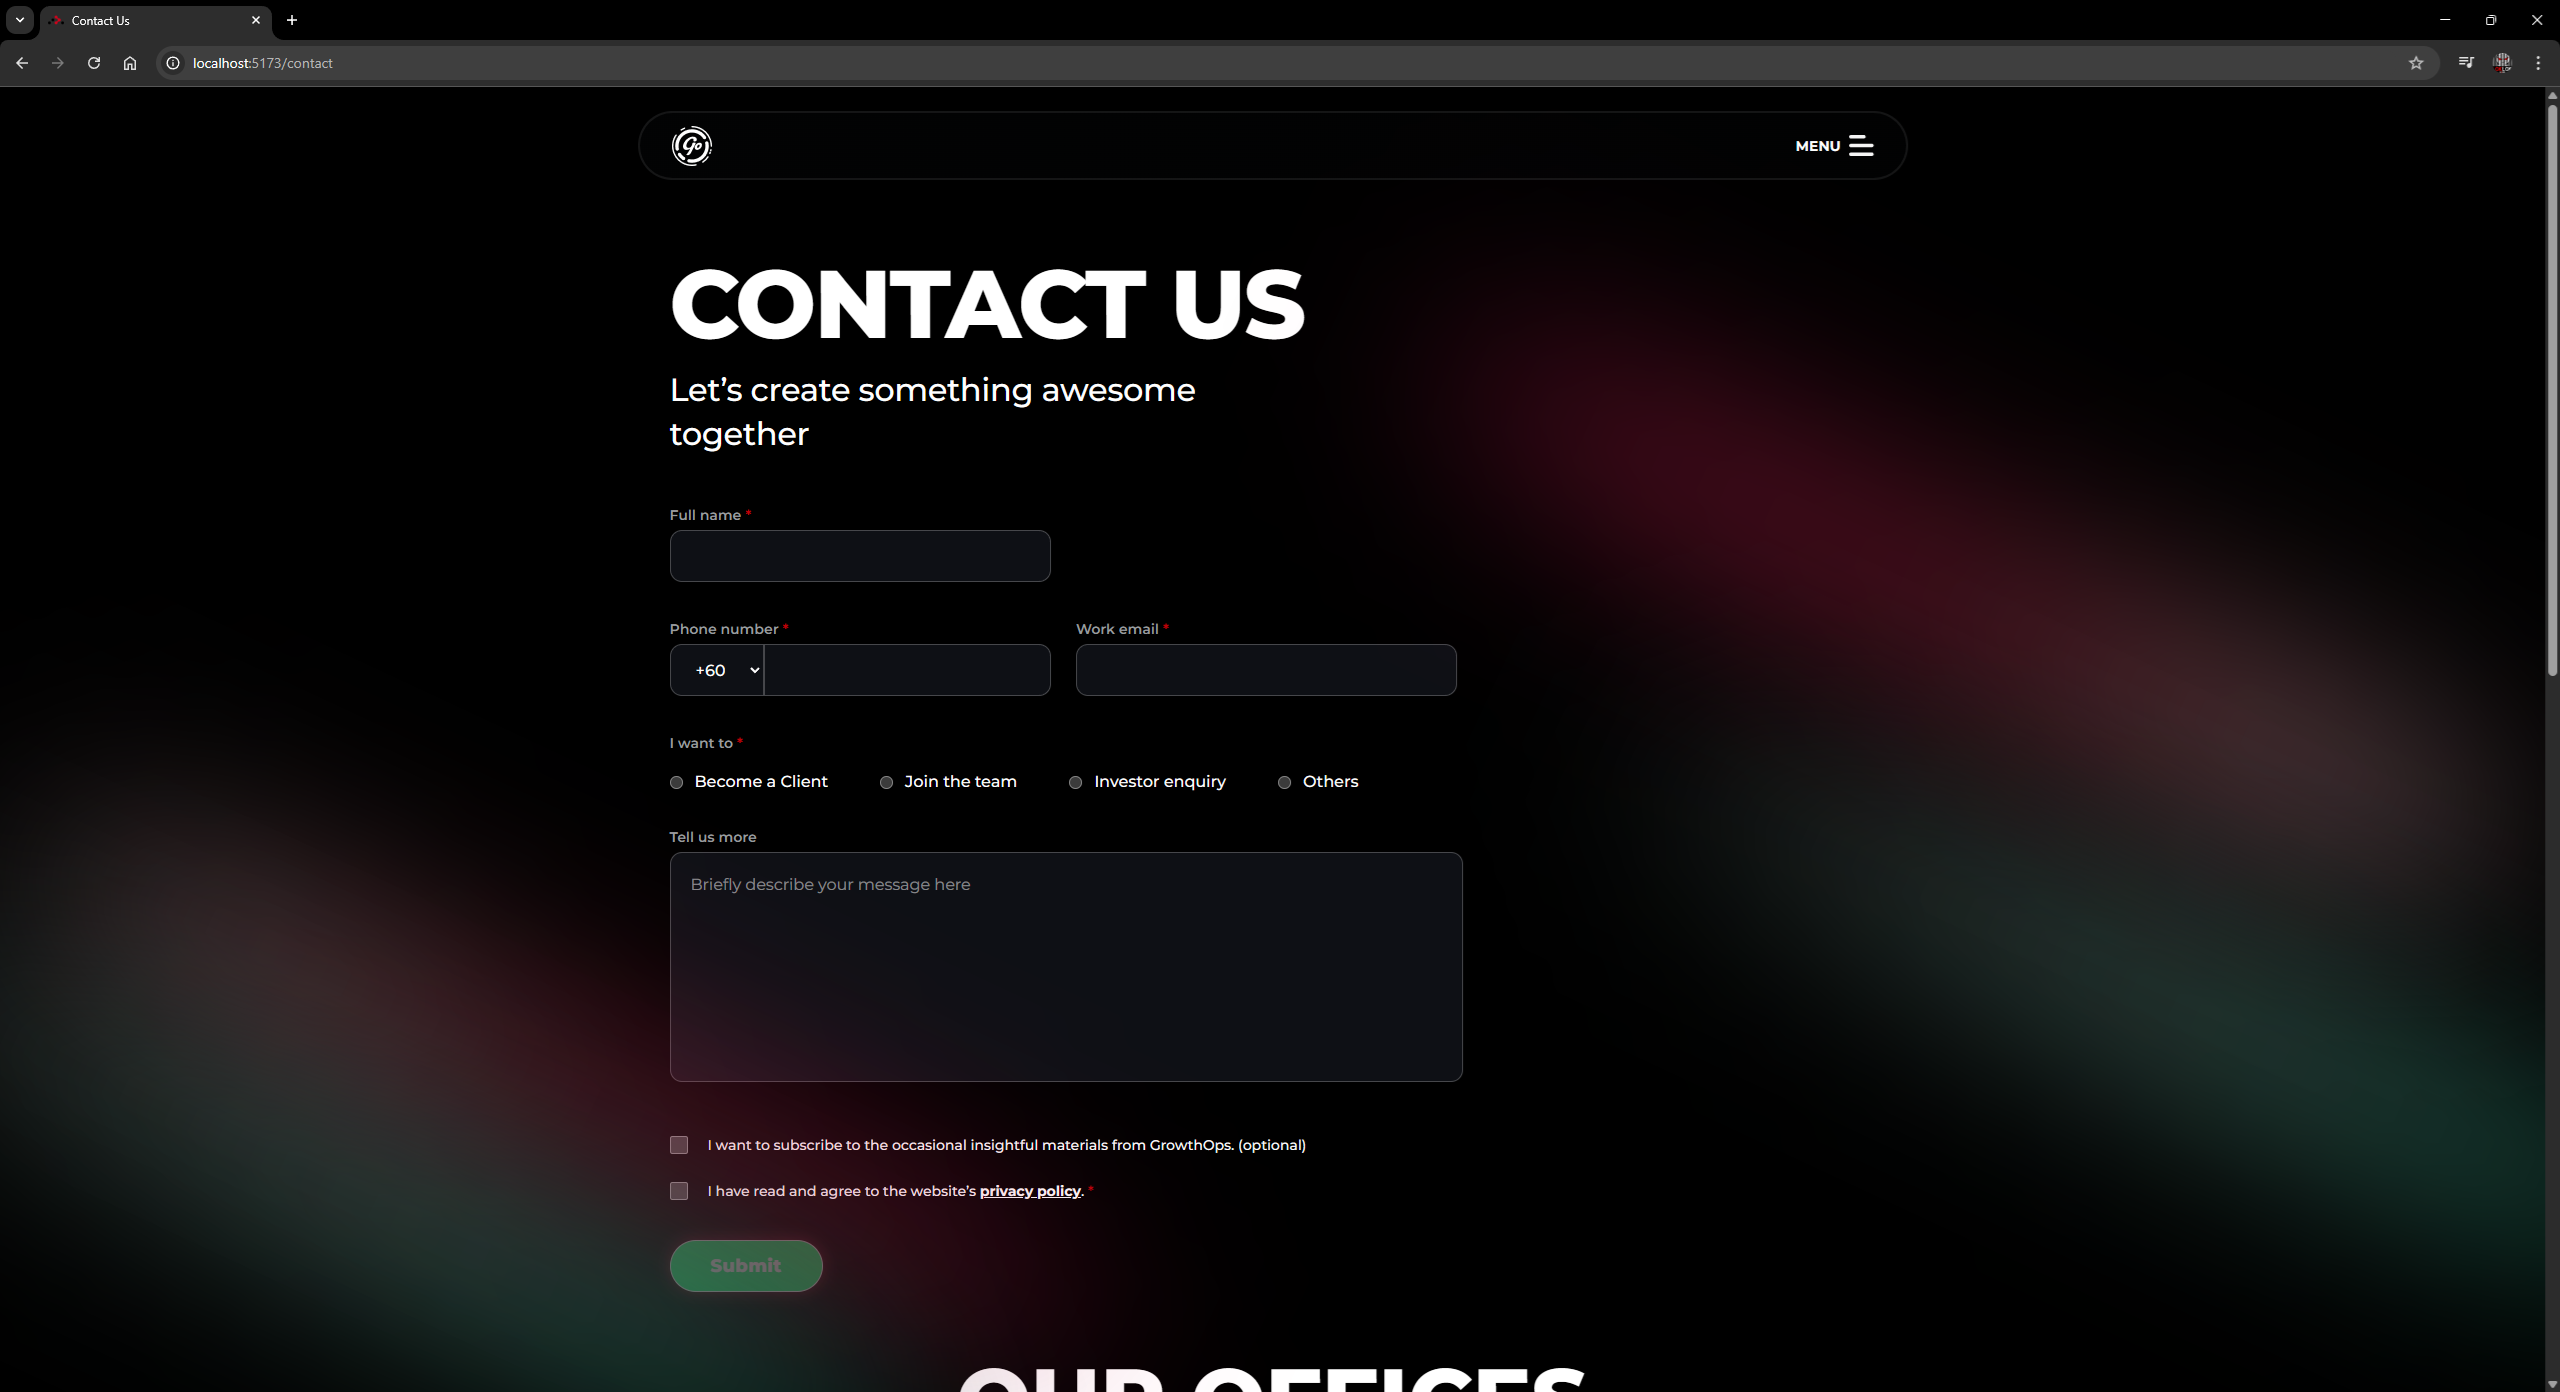 Contact Us
localhost:5173/contact
Go
MENU
CONTACT US
Let’s create something awesome
together
Full name *
Phone number *
Work email *
+60
I want to *
Become a Client
Join the team
Investor enquiry
Others
Tell us more
Briefly describe your message here
I want to subscribe to the occasional insightful materials from GrowthOps. (optional)
I have read and agree to the website’s privacy policy. *
Submit
OUR OFFICES